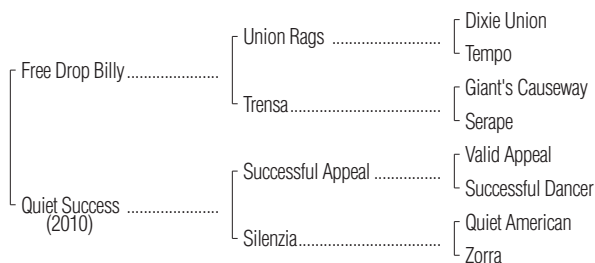 Dixie Union
Union Rags ........................
Tempo
Free Drop Billy ....................
Giant's Causeway
Trensa .................................
Serape
Valid Appeal
Successful Appeal ..............
Successful Dancer
Quiet Success ....................
(2010)
Quiet American
Silenzia ...............................
Zorra